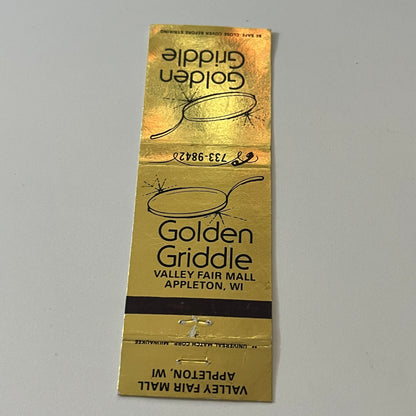 BE SAFE. CLOSE COVER BEFORE STRIKING
Golden
Griddle
733-9842
Golden
Griddle
VALLEY FAIR MALL
APPLETON, WI
UNIVERSAL MATCH CORP. MILWAUKEE
VALLEY FAIR MALL
APPLETON, WI